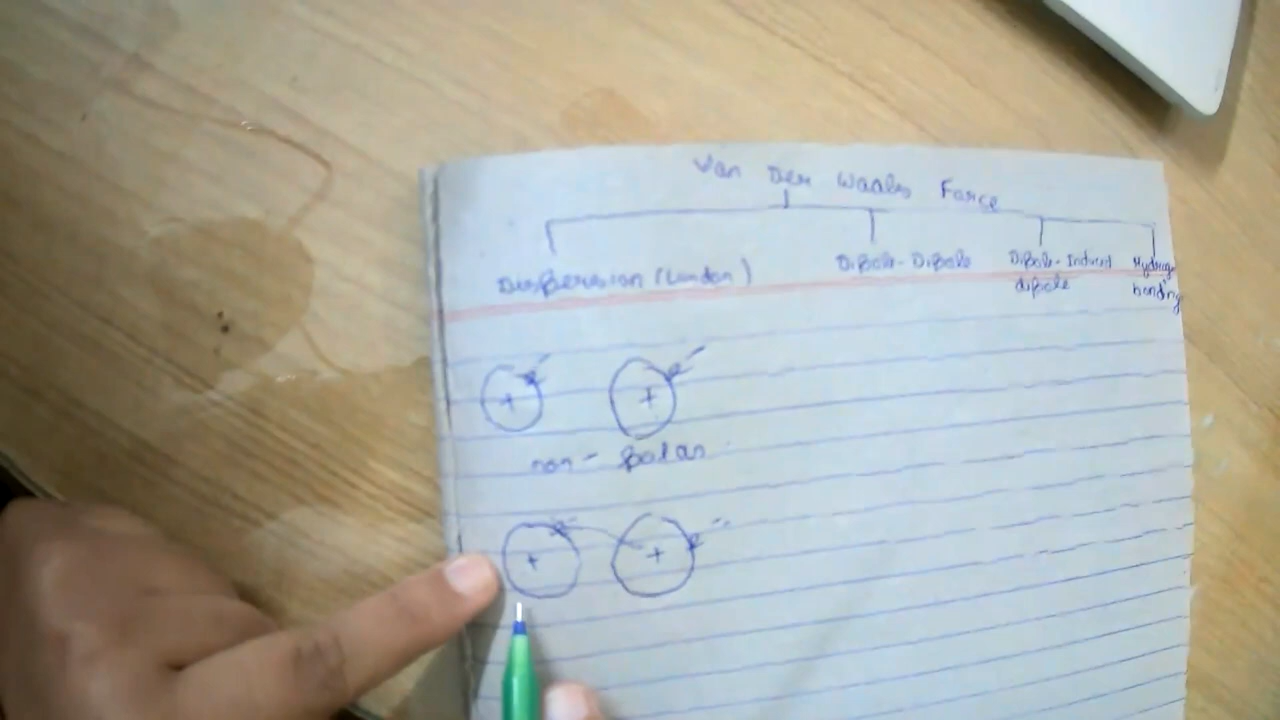 Van Der Waals Force
Dispersion (London) Dipole-Dipole Dipole-Induced Hydrogen
dipole bonding
+ e- + e-
non-polar
+ e- + e-